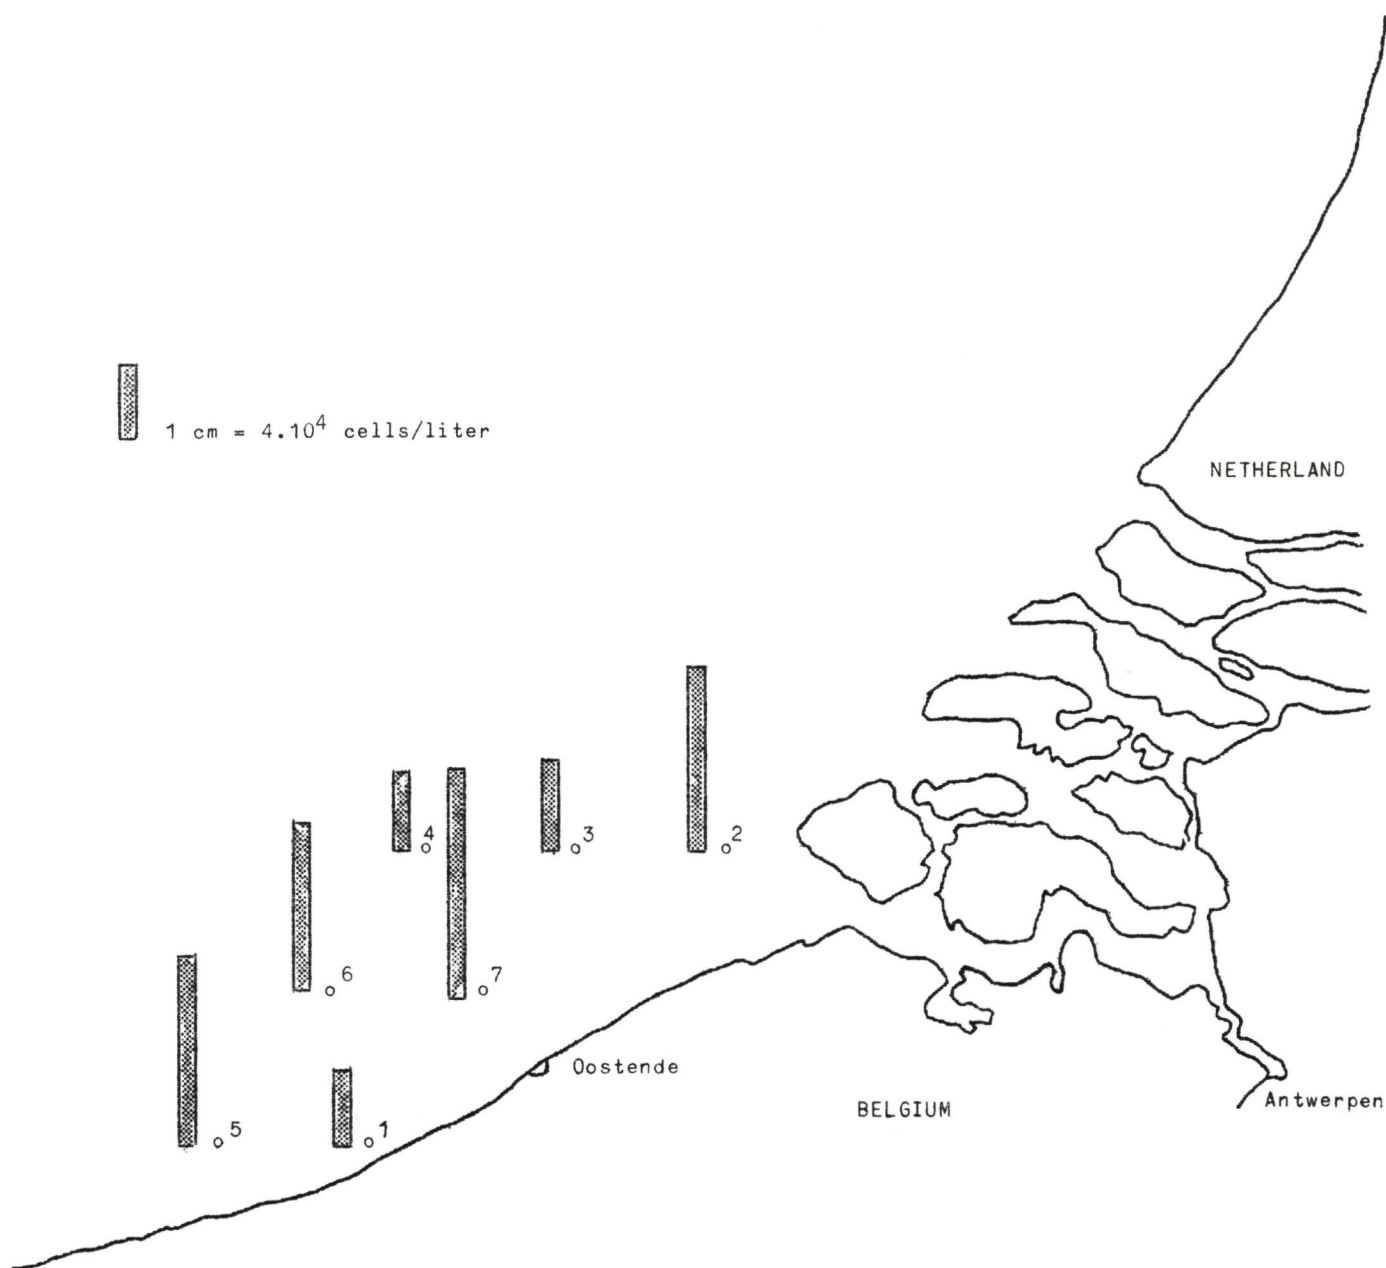 1 cm = 4.10⁴ cells/liter
NETHERLAND
4
3
2
6
7
Oostende
BELGIUM
Antwerpen
5
1